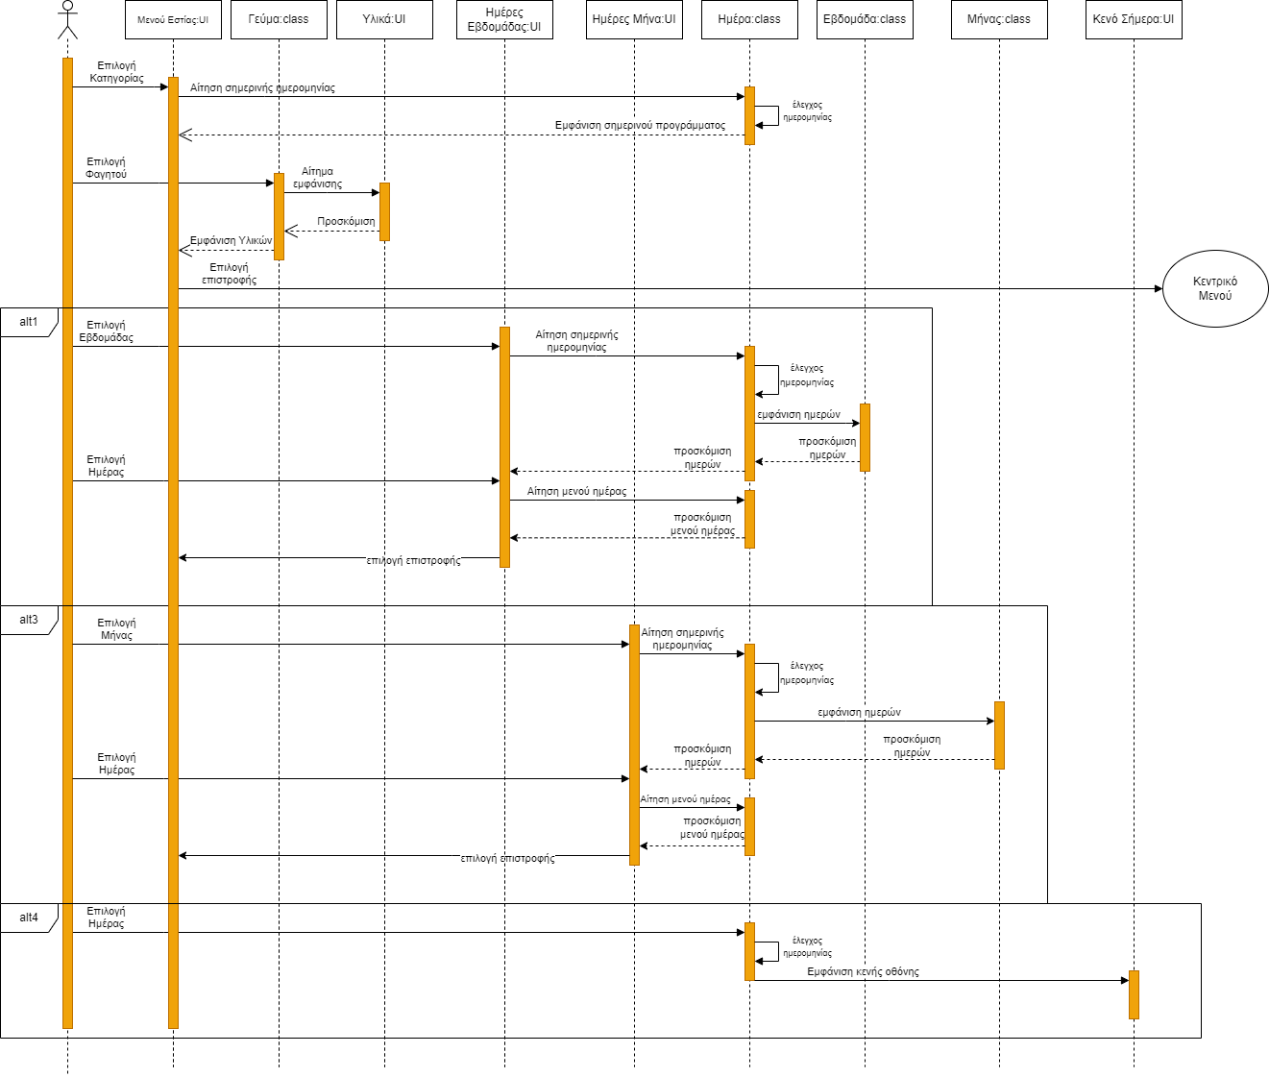 Μενού Εστίας:UI
Γεύμα:class
Υλικά:UI
Ημέρες
Εβδομάδας:UI
Ημέρες Μήνα:UI
Ημέρα:class
Εβδομάδα:class
Μήνας:class
Κενό Σήμερα:UI
Επιλογή
Κατηγορίας
Αίτηση σημερινής ημερομηνίας
έλεγχος
ημερομηνίας
Εμφάνιση σημερινού προγράμματος
Επιλογή
Φαγητού
Αίτημα
εμφάνισης
Προσκόμιση
Εμφάνιση Υλικών
Επιλογή
επιστροφής
Κεντρικό
Μενού
alt1
Επιλογή
Εβδομάδας
Αίτηση σημερινής
ημερομηνίας
έλεγχος
ημερομηνίας
εμφάνιση ημερών
προσκόμιση
ημερών
προσκόμιση
ημερών
Επιλογή
Ημέρας
Αίτηση μενού ημέρας
προσκόμιση
μενού ημέρας
επιλογή επιστροφής
alt3
Επιλογή
Μήνας
Αίτηση σημερινής
ημερομηνίας
έλεγχος
ημερομηνίας
εμφάνιση ημερών
προσκόμιση
ημερών
προσκόμιση
ημερών
Επιλογή
Ημέρας
Αίτηση μενού ημέρας
προσκόμιση
μενού ημέρας
επιλογή επιστροφής
alt4
Επιλογή
Ημέρας
έλεγχος
ημερομηνίας
Εμφάνιση κενής οθόνης